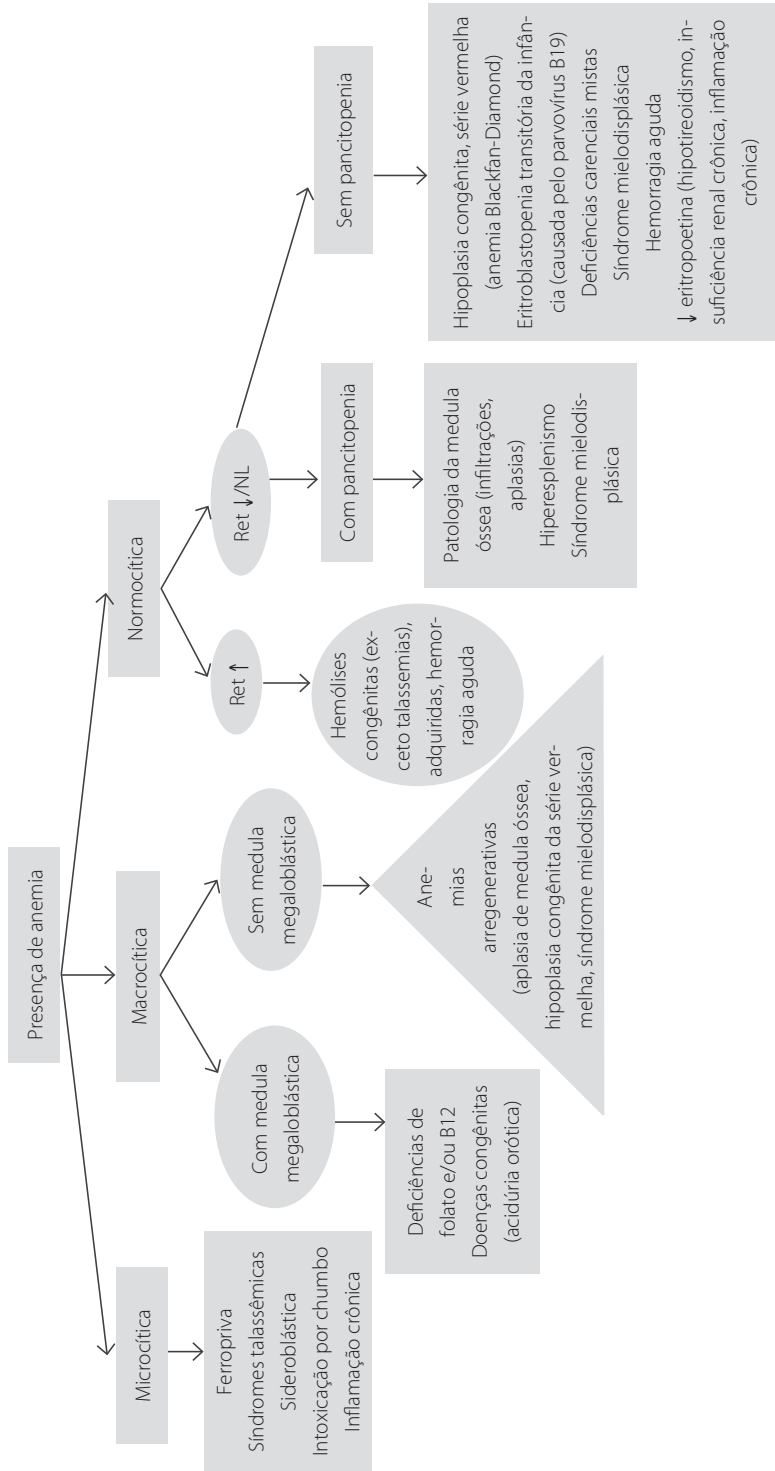 Presença de anemia
Microcítica
Ferropriva
Síndromes talassêmicas
Sideroblástica
Intoxicação por chumbo
Inflamação crônica
Macrocítica
Com medula
megaloblástica
Deficiências de
folato e/ou B12
Doenças congênitas
(acidúria orótica)
Sem medula
megaloblástica
Ane-
mias
arregenerativas
(aplasia de medula óssea,
hipoplasia congênita da série ver-
melha, síndrome mielodisplásica)
Normocítica
Ret ↑
Hemólises
congênitas (ex-
ceto talassemias),
adquiridas, hemor-
ragia aguda
Ret ↓/NL
Com pancitopenia
Patologia da medula
óssea (infiltrações,
aplasias)
Hiperesplenismo
Síndrome mielodis-
plásica
Sem pancitopenia
Hipoplasia congênita, série vermelha
(anemia Blackfan-Diamond)
Eritroblastopenia transitória da infân-
cia (causada pelo parvovírus B19)
Deficiências carenciais mistas
Síndrome mielodisplásica
Hemorragia aguda
↓ eritropoetina (hipotireoidismo, in-
suficiência renal crônica, inflamação
crônica)